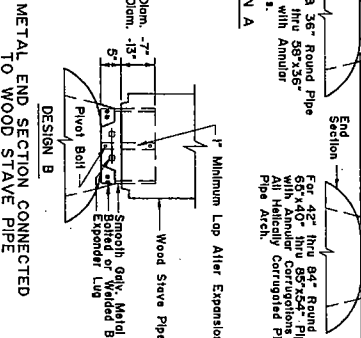 36" Round Pipe
thru 58"x36"
with Annular
s.
N A
End
Section
For 42" thru 84" Round
65"x40" thru 85"x54" Pi
with Annular Corrugations
All Helically Corrugated Pi
Pipe Arch.
Diam. -7"
Diam. -13"
5"
1" Minimum Lap After Expansion
Wood Stave Pipe
Smooth Galv. Metal
Bolted or Welded B
Expander Lug
Pivot Bolt
DESIGN B
METAL END SECTION CONNECTED
TO WOOD STAVE PIPE